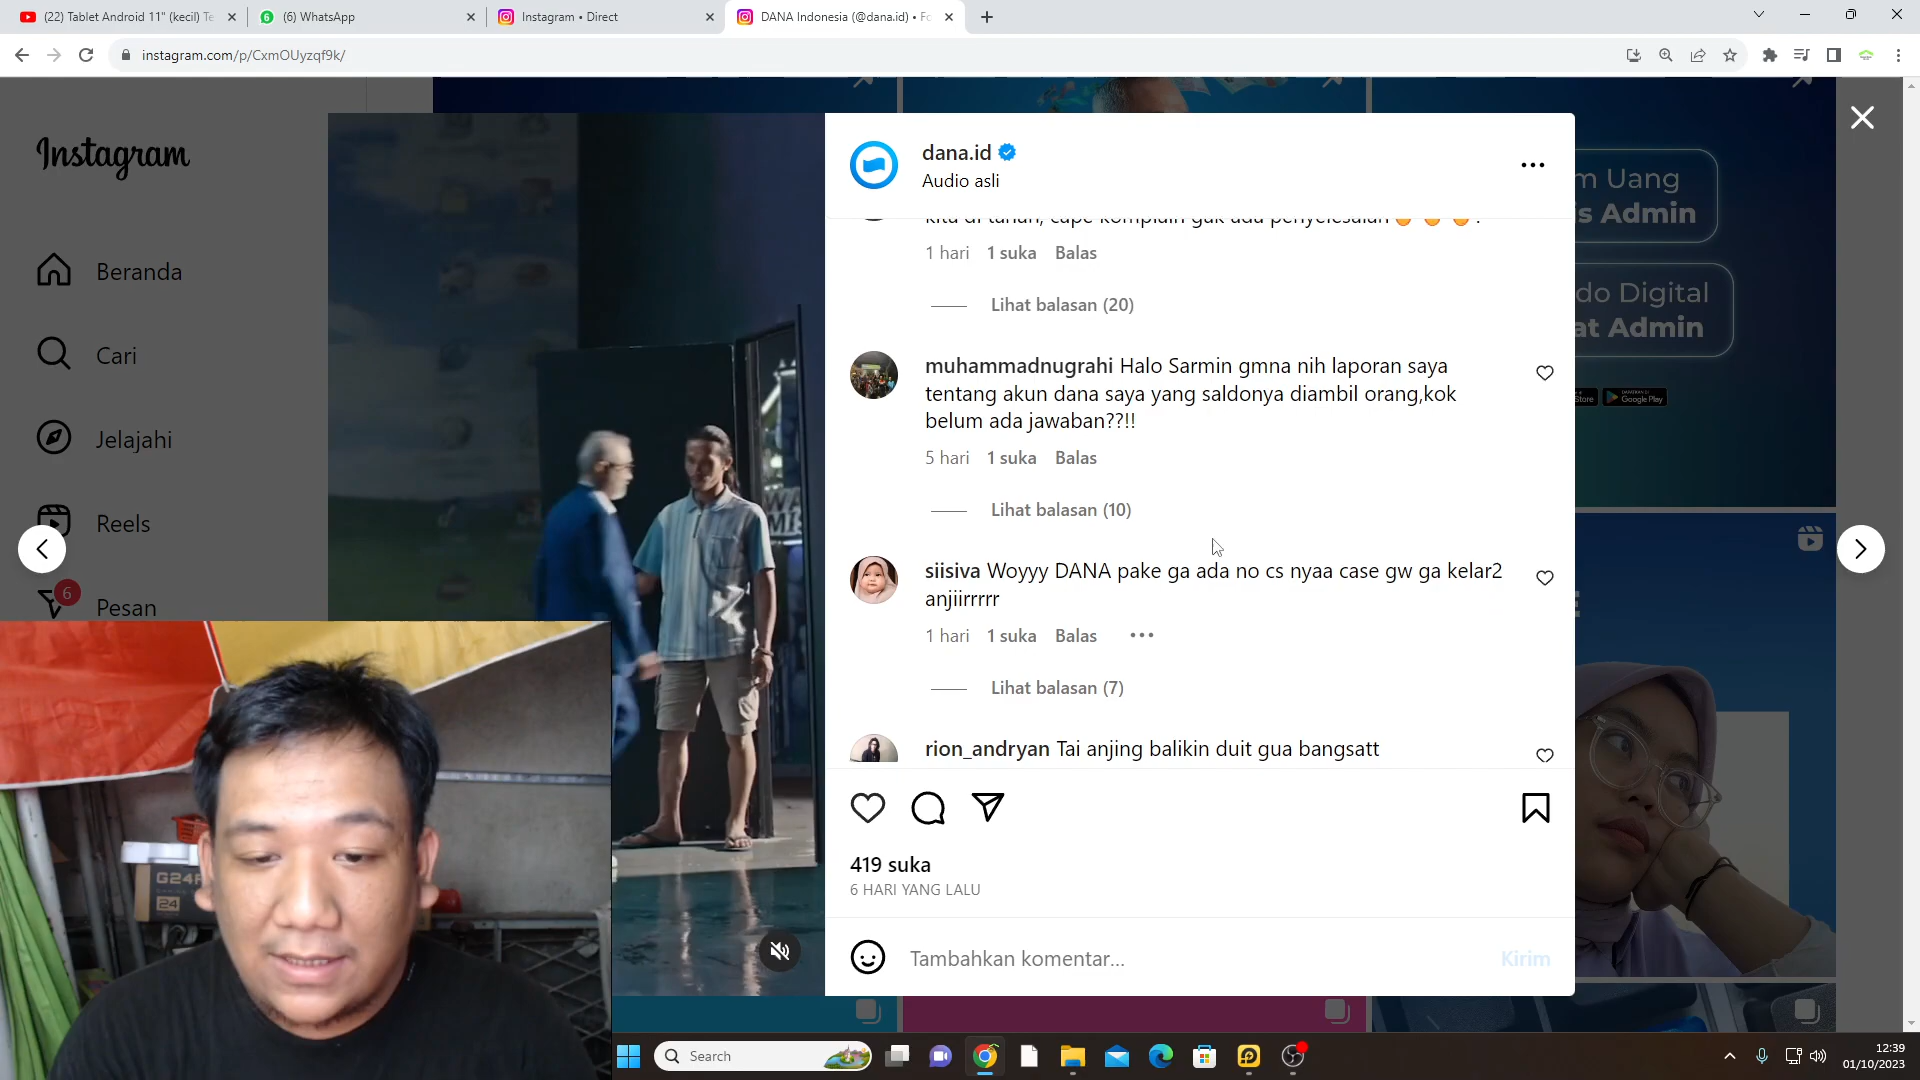 (22) Tablet Android 11" (kecil) Te
(6) WhatsApp
Instagram • Direct
DANA Indonesia (@dana.id) • Fo
instagram.com/p/CxmOUyzqf9k/
Instagram
Beranda
Cari
Jelajahi
Reels
6
Pesan
dana.id
Audio asli
1 hari 1 suka Balas
Lihat balasan (20)
muhammadnugrahi Halo Sarmin gmna nih laporan saya
tentang akun dana saya yang saldonya diambil orang,kok
belum ada jawaban??!!
5 hari 1 suka Balas
Lihat balasan (10)
siisiva Woyyy DANA pake ga ada no cs nyaa case gw ga kelar2
anjiirrrrr
1 hari 1 suka Balas
Lihat balasan (7)
rion_andryan Tai anjing balikin duit gua bangsatt
419 suka
6 HARI YANG LALU
Tambahkan komentar...
Kirim
m Uang
s Admin
do Digital
at Admin
Store
Google Play
G24F
24
Search
12:39
01/10/2023